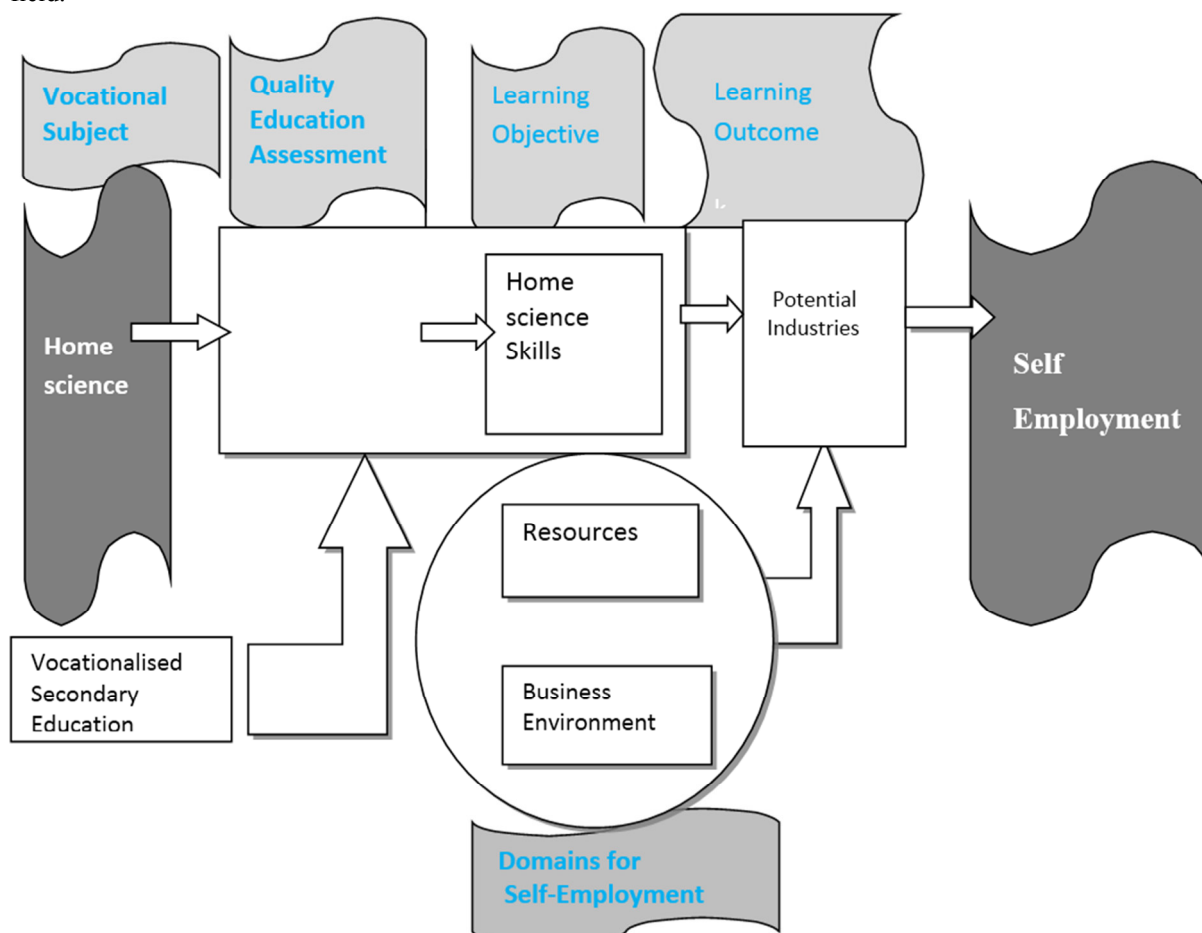 Vocational
Subject
Quality
Education
Assessment
Learning
Objective
Learning
Outcome
Home
science
Home
science
Skills
Potential
Industries
Self
Employment
Resources
Vocationalised
Secondary
Education
Business
Environment
Domains for
Self-Employment